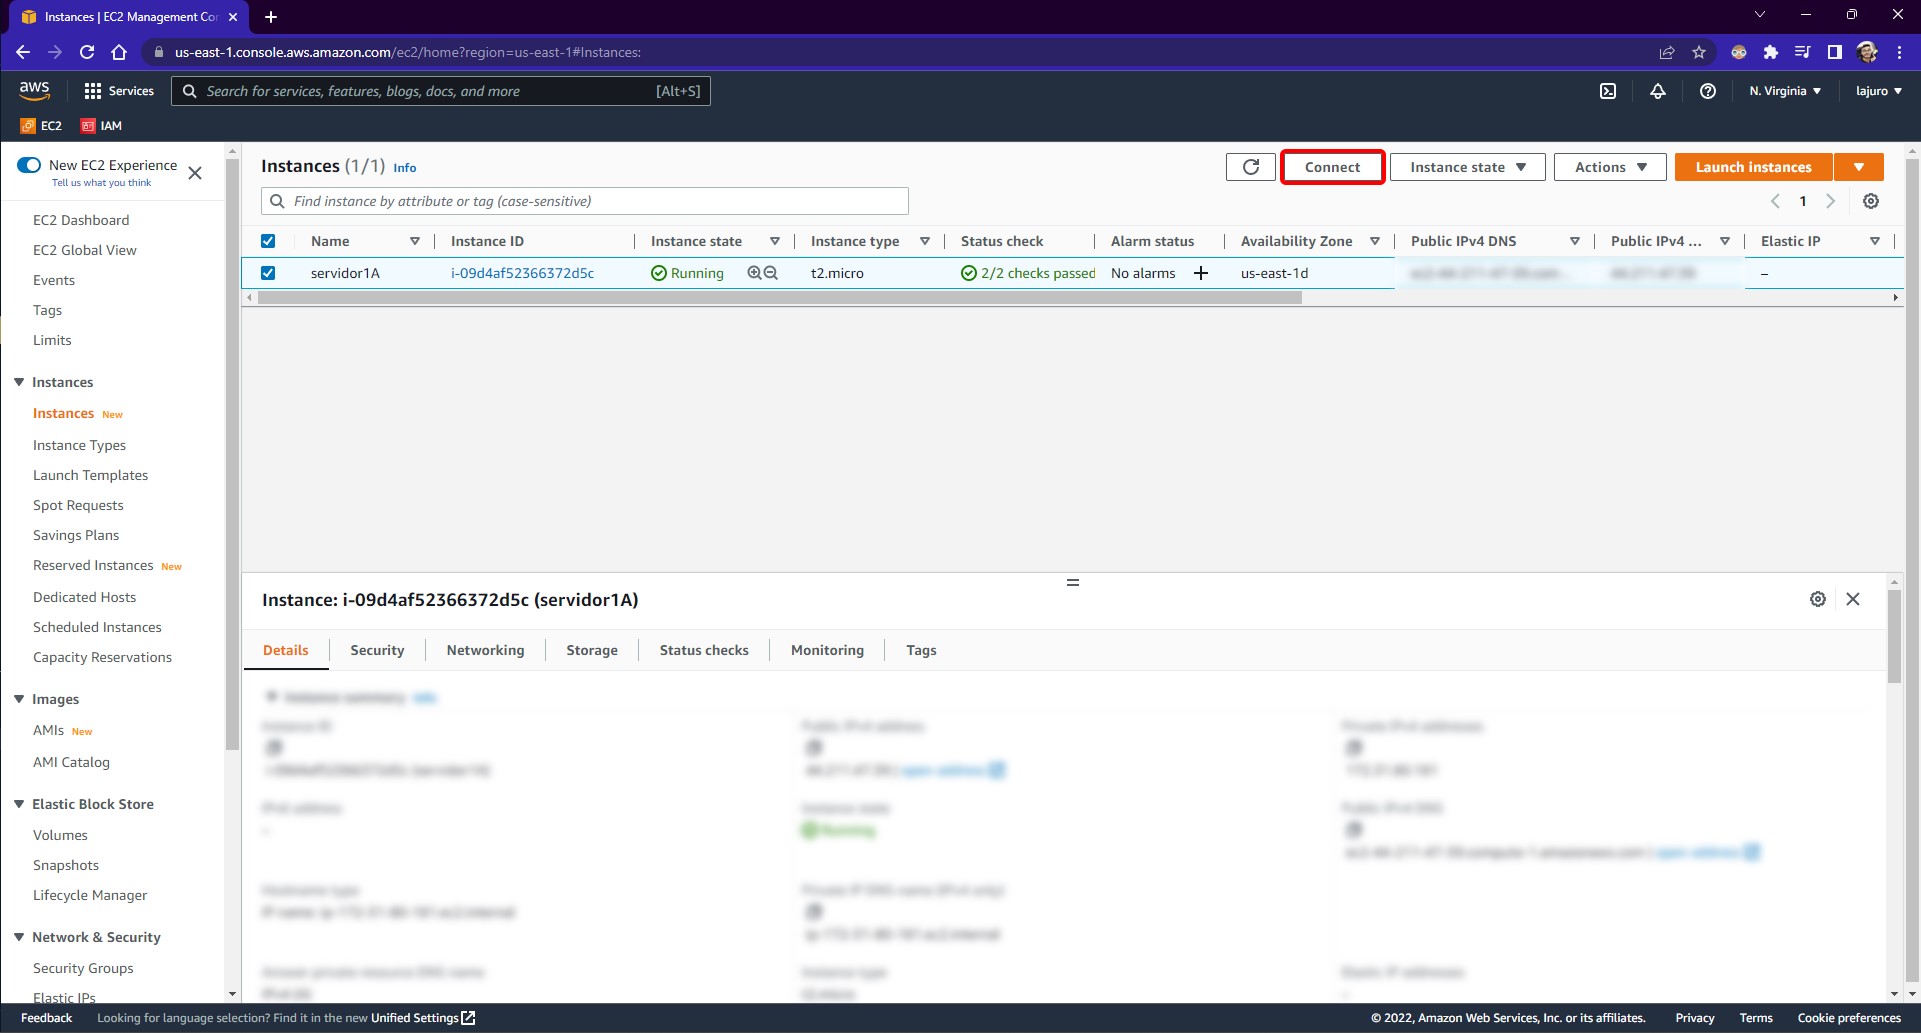 Instances | EC2 Management Con
us-east-1.console.aws.amazon.com/ec2/home?region=us-east-1#Instances:
aws
Services
Search for services, features, blogs, docs, and more
[Alt+S]
N. Virginia
lajuro
EC2
IAM
New EC2 Experience
Tell us what you think
EC2 Dashboard
EC2 Global View
Events
Tags
Limits
Instances
Instances New
Instance Types
Launch Templates
Spot Requests
Savings Plans
Reserved Instances New
Dedicated Hosts
Scheduled Instances
Capacity Reservations
Images
AMIs New
AMI Catalog
Elastic Block Store
Volumes
Snapshots
Lifecycle Manager
Network & Security
Security Groups
Elastic IPs
Instances (1/1) Info
Connect
Instance state
Actions
Launch instances
Find instance by attribute or tag (case-sensitive)
1
Name Instance ID Instance state Instance type Status check Alarm status Availability Zone Public IPv4 DNS Public IPv4 ... Elastic IP
servidor1A i-09d4af52366372d5c Running t2.micro 2/2 checks passed No alarms + us-east-1d –
Instance: i-09d4af52366372d5c (servidor1A)
Details Security Networking Storage Status checks Monitoring Tags
Feedback
Looking for language selection? Find it in the new Unified Settings
© 2022, Amazon Web Services, Inc. or its affiliates.
Privacy
Terms
Cookie preferences